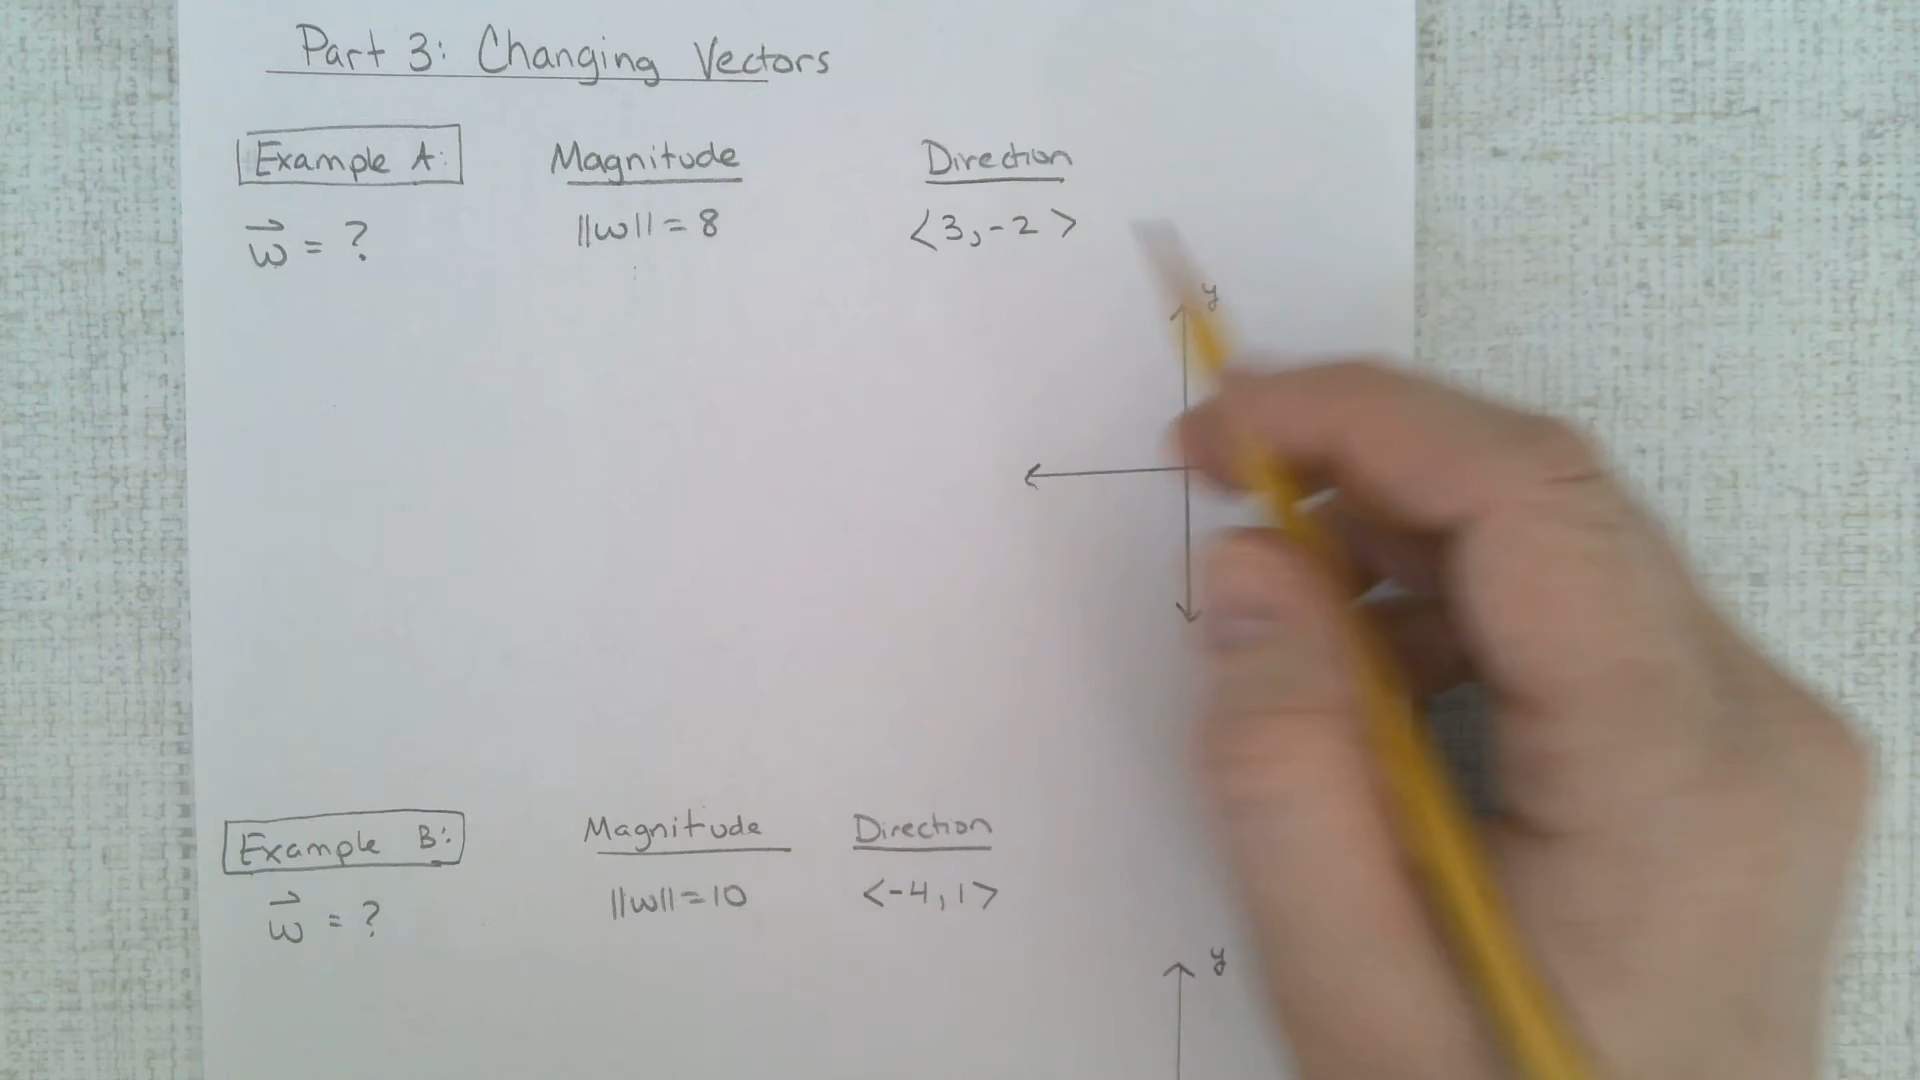 Part 3: Changing Vectors
Example A: Magnitude Direction
w⃗ = ? ||w|| = 8 <3, -2>
y
Example B: Magnitude Direction
w⃗ = ? ||w|| = 10 <-4, 1>
y